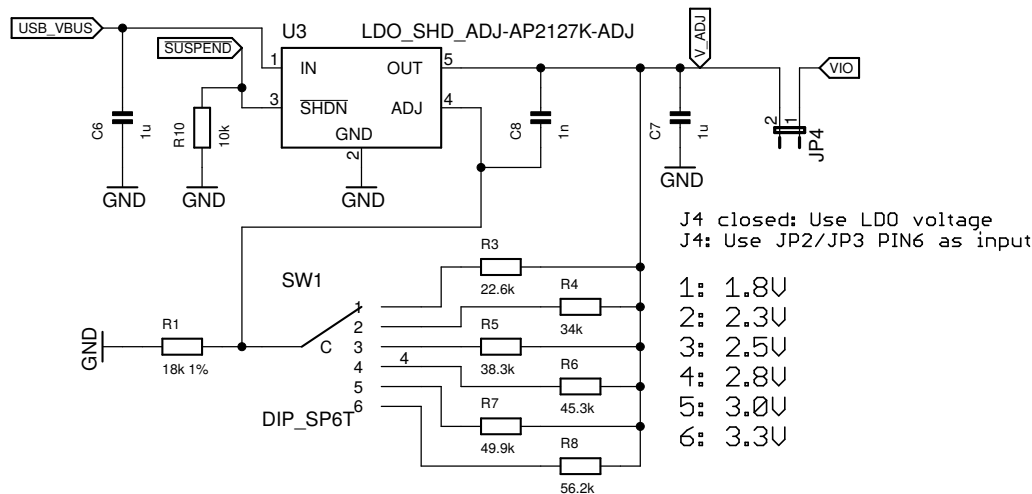 USB_VBUS
SUSPEND
U3
LDO_SHD_ADJ-AP2127K-ADJ
V_ADJ
VIO
1
IN
OUT
5
3
SHDN
ADJ
4
GND
2
C6
1u
R10
10k
C8
1n
C7
1u
2
1
JP4
GND
GND
GND
GND
J4 closed: Use LDO voltage
J4: Use JP2/JP3 PIN6 as input
R3
22.6k
SW1
R4
34k
1: 1.8V
2: 2.3V
3: 2.5V
4: 2.8V
5: 3.0V
6: 3.3V
GND
R1
18k 1%
C
1
2
3
4
5
6
4
R5
38.3k
R6
45.3k
DIP_SP6T
R7
49.9k
R8
56.2k